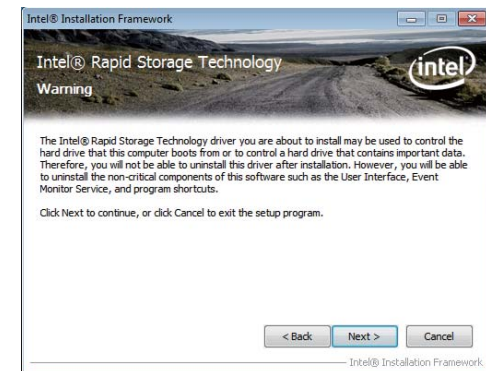 Intel® Installation Framework
Intel® Rapid Storage Technology
intel
Warning
The Intel® Rapid Storage Technology driver you are about to install may be used to control the
hard drive that this computer boots from or to control a hard drive that contains important data.
Therefore, you will not be able to uninstall this driver after installation. However, you will be able
to uninstall the non-critical components of this software such as the User Interface, Event
Monitor Service, and program shortcuts.
Click Next to continue, or click Cancel to exit the setup program.
< Back Next > Cancel
Intel® Installation Framework